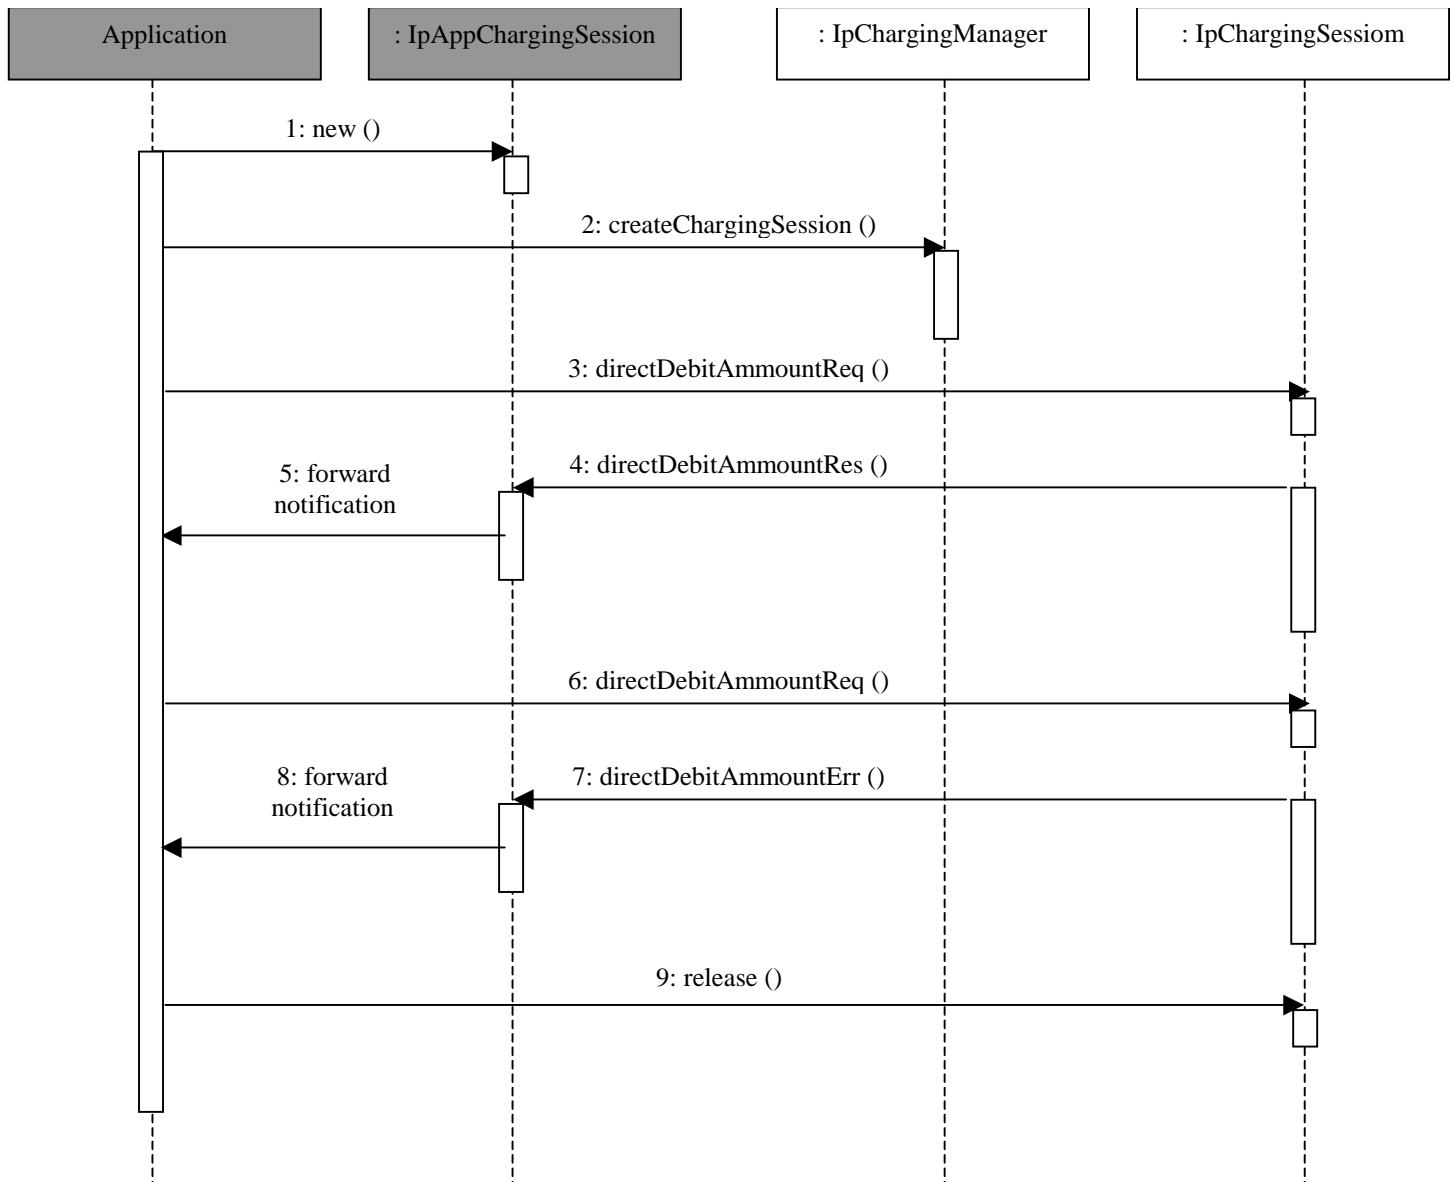 Application
: IpAppChargingSession
: IpChargingManager
: IpChargingSessiom
1: new ()
2: createChargingSession ()
3: directDebitAmmountReq ()
4: directDebitAmmountRes ()
5: forward
notification
6: directDebitAmmountReq ()
7: directDebitAmmountErr ()
8: forward
notification
9: release ()